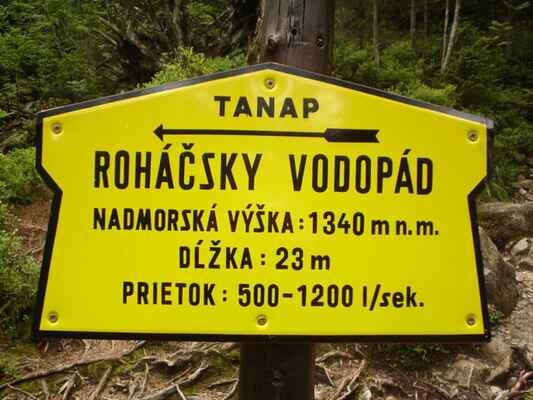 TANAP
ROHÁČSKY VODOPÁD
NADMORSKÁ VÝŠKA: 1340 m n.m.
DĹŽKA: 23 m
PRIETOK: 500-1200 l/sek.